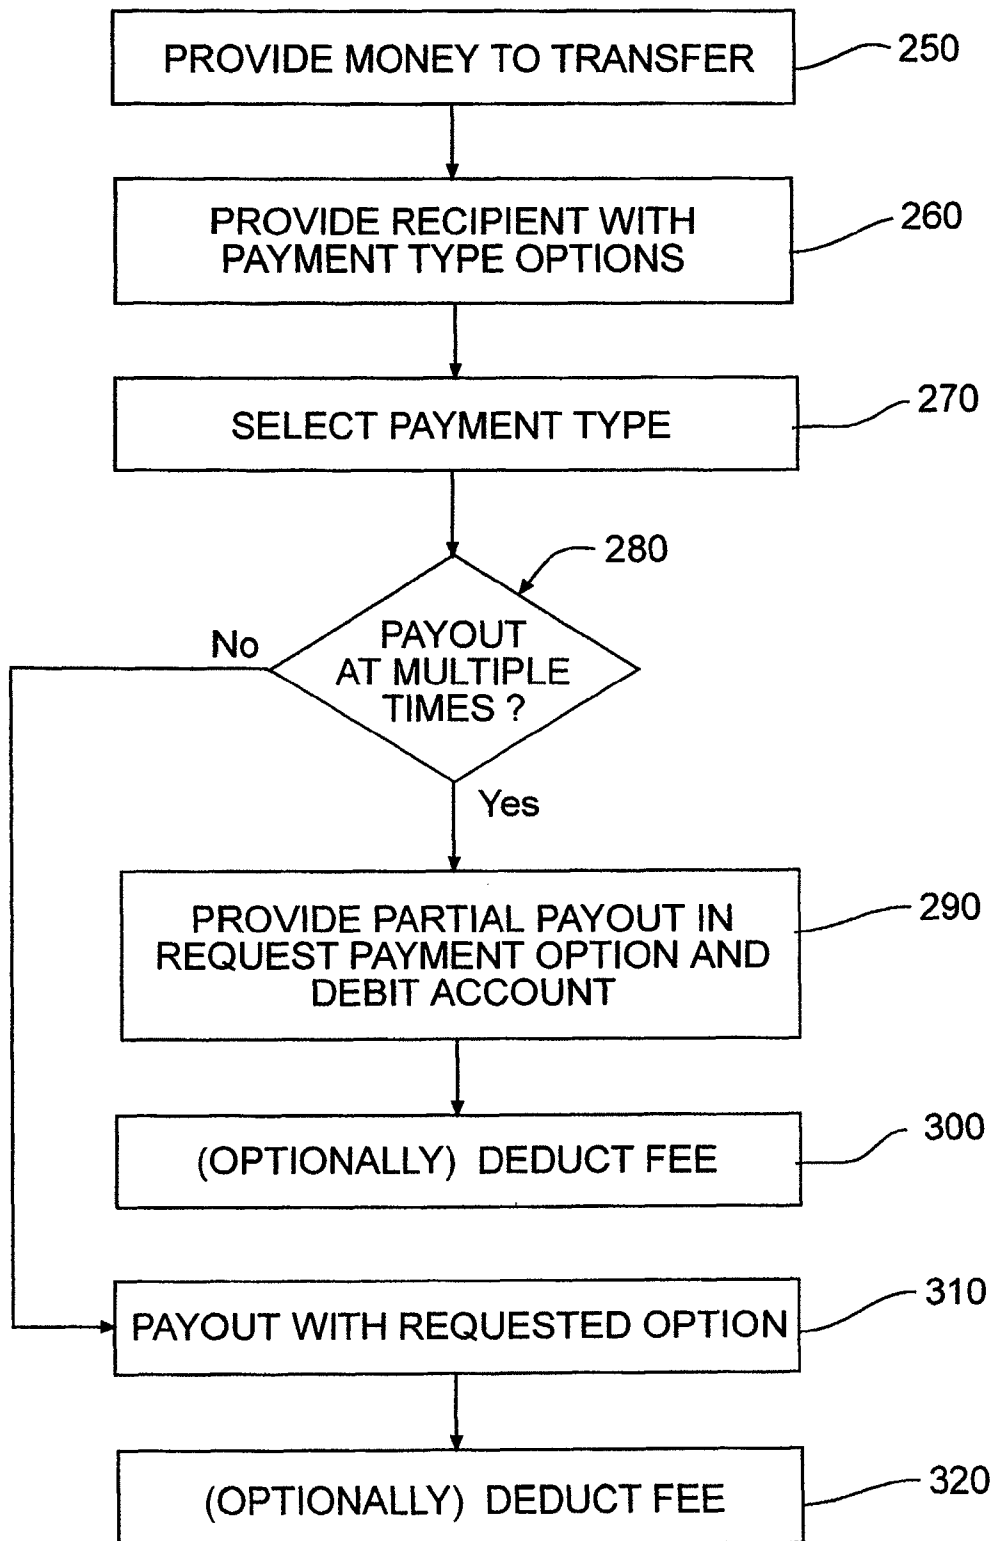 PROVIDE MONEY TO TRANSFER
250
PROVIDE RECIPIENT WITH
PAYMENT TYPE OPTIONS
260
SELECT PAYMENT TYPE
270
280
PAYOUT
AT MULTIPLE
TIMES ?
No
Yes
PROVIDE PARTIAL PAYOUT IN
REQUEST PAYMENT OPTION AND
DEBIT ACCOUNT
290
(OPTIONALLY) DEDUCT FEE
300
PAYOUT WITH REQUESTED OPTION
310
(OPTIONALLY) DEDUCT FEE
320